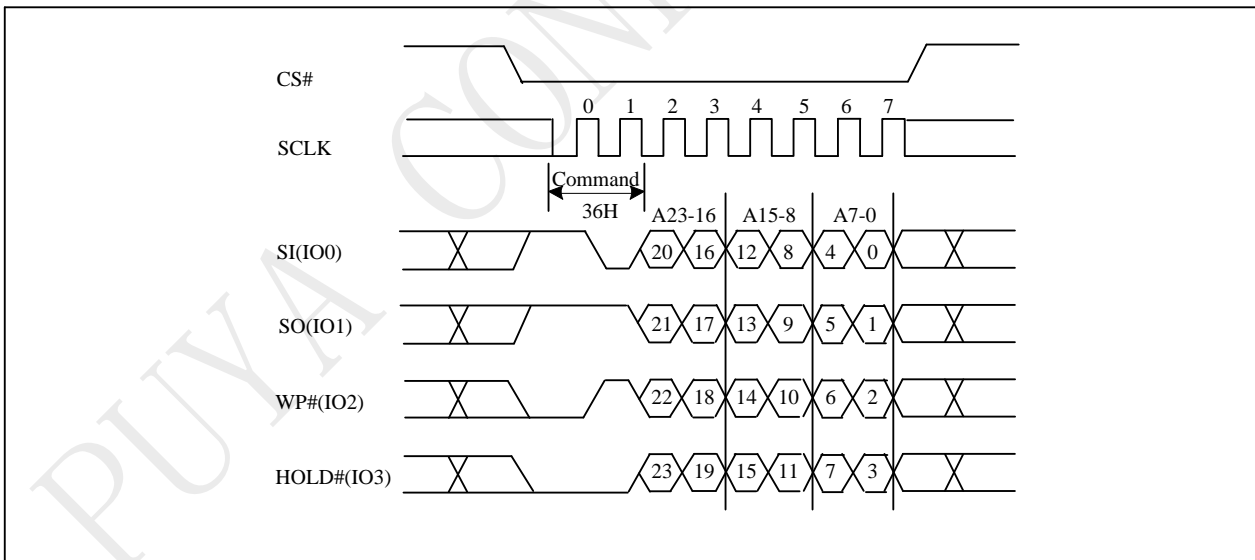 PUYA CONF
CS#
0 1 2 3 4 5 6 7
SCLK
Command
36H
A23-16 A15-8 A7-0
SI(IO0) 20 16 12 8 4 0
SO(IO1) 21 17 13 9 5 1
WP#(IO2) 22 18 14 10 6 2
HOLD#(IO3) 23 19 15 11 7 3